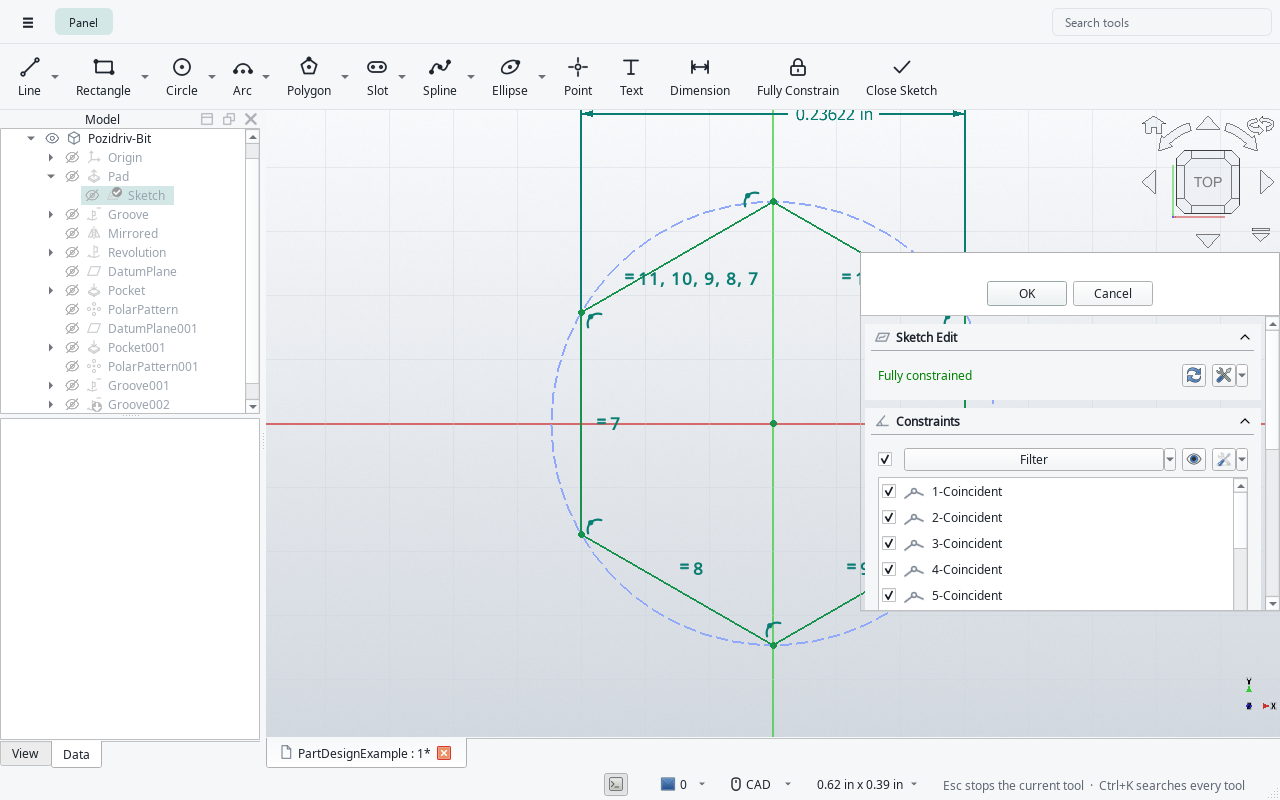 Panel
Search tools
Line
Rectangle
Circle
Arc
Polygon
Slot
Spline
Ellipse
Point
Text
Dimension
Fully Constrain
Close Sketch
Model
Pozidriv-Bit
Origin
Pad
Sketch
Groove
Mirrored
Revolution
DatumPlane
Pocket
PolarPattern
DatumPlane001
Pocket001
PolarPattern001
Groove001
Groove002
View
Data
0.23622 in
=11, 10, 9, 8, 7
=7
=8
TOP
OK
Cancel
Sketch Edit
Fully constrained
Constraints
Filter
1-Coincident
2-Coincident
3-Coincident
4-Coincident
5-Coincident
Y
X
PartDesignExample : 1*
0
CAD
0.62 in x 0.39 in
Esc stops the current tool · Ctrl+K searches every tool